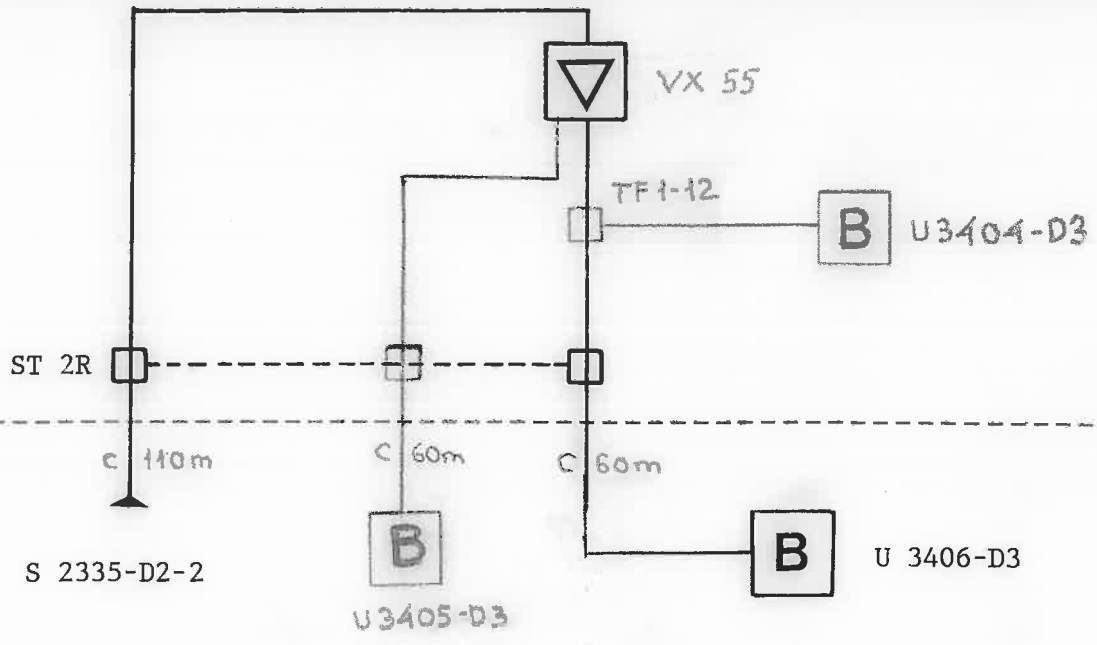 VX 55
TF1-12
B
U3404-D3
ST 2R
C 110m
C 60m
C 60m
B
B
S 2335-D2-2
U 3406-D3
U3405-D3